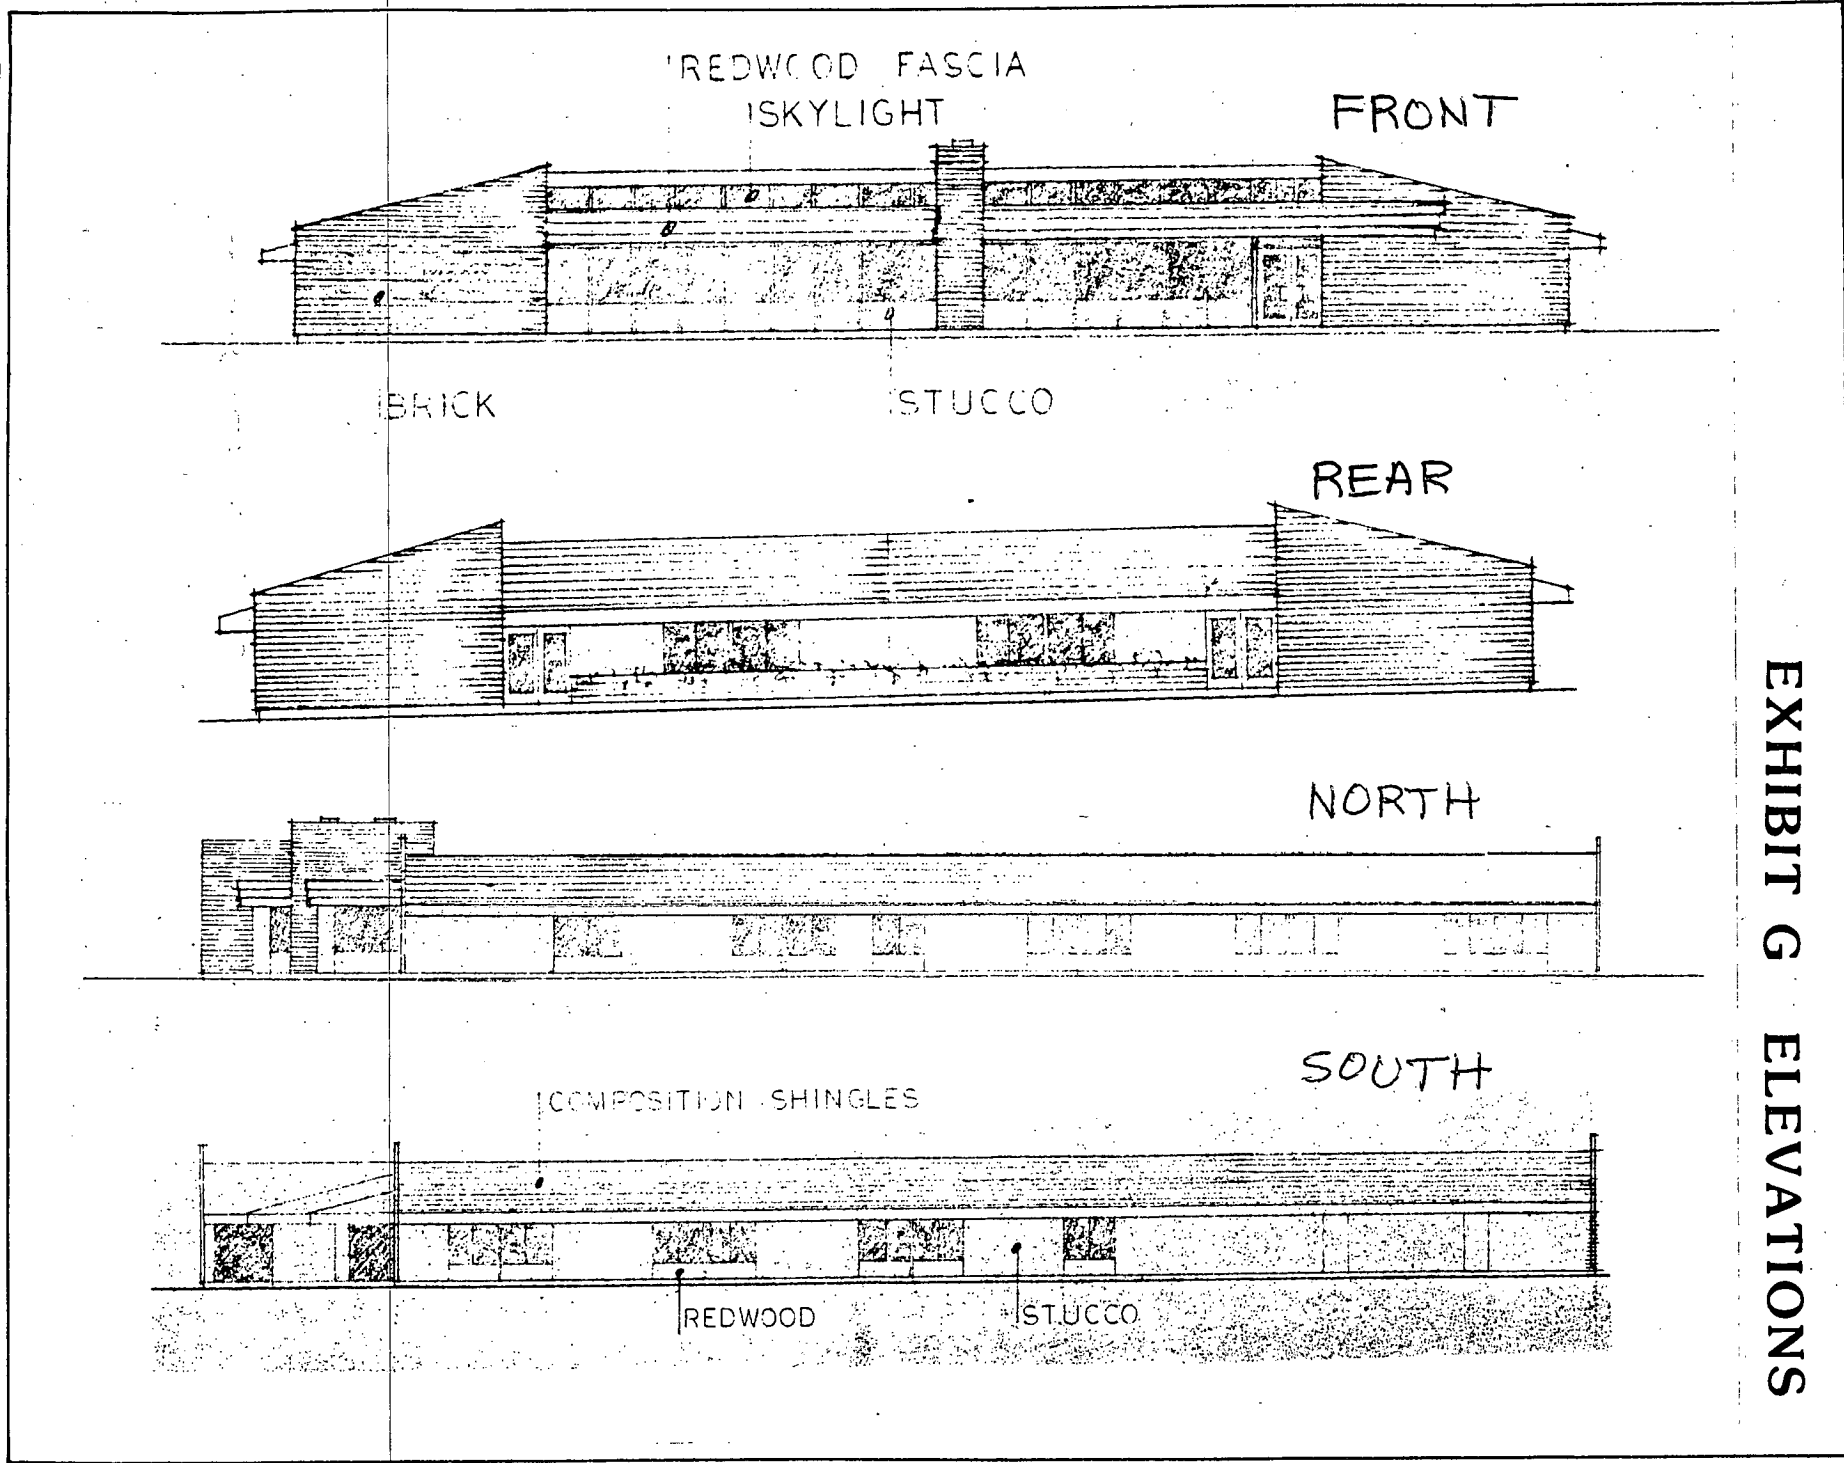 REDWOOD FASCIA
SKYLIGHT
FRONT
BRICK
STUCCO
REAR
NORTH
SOUTH
COMPOSITION SHINGLES
REDWOOD
STUCCO
EXHIBIT G ELEVATIONS